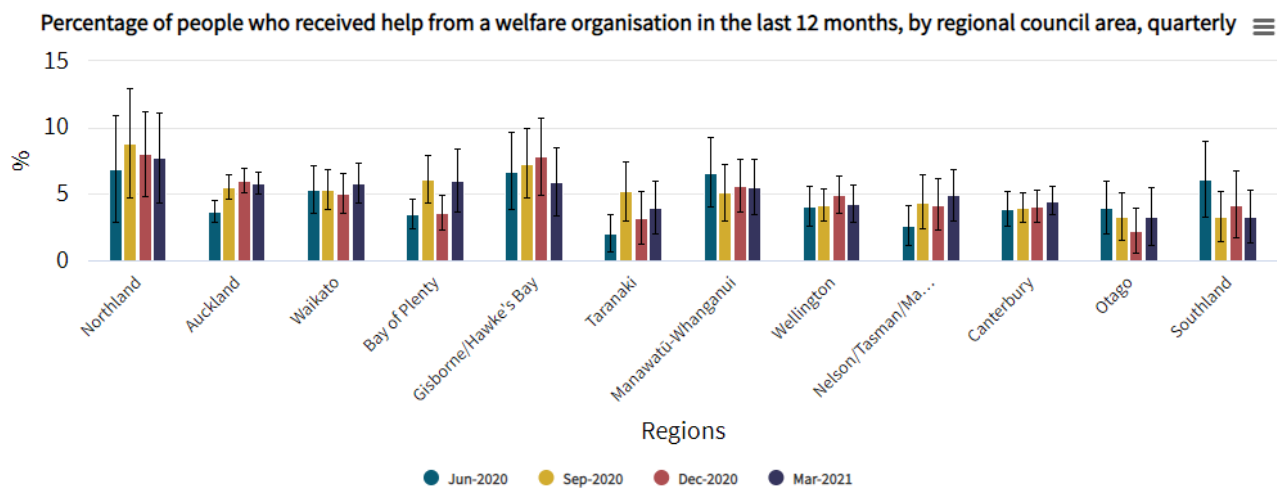 Percentage of people who received help from a welfare organisation in the last 12 months, by regional council area, quarterly
15
10
5
0
%
Northland
Auckland
Waikato
Bay of Plenty
Gisborne/Hawke's Bay
Taranaki
Manawatū-Whanganui
Wellington
Nelson/Tasman/Ma...
Canterbury
Otago
Southland
Regions
Jun-2020 Sep-2020 Dec-2020 Mar-2021